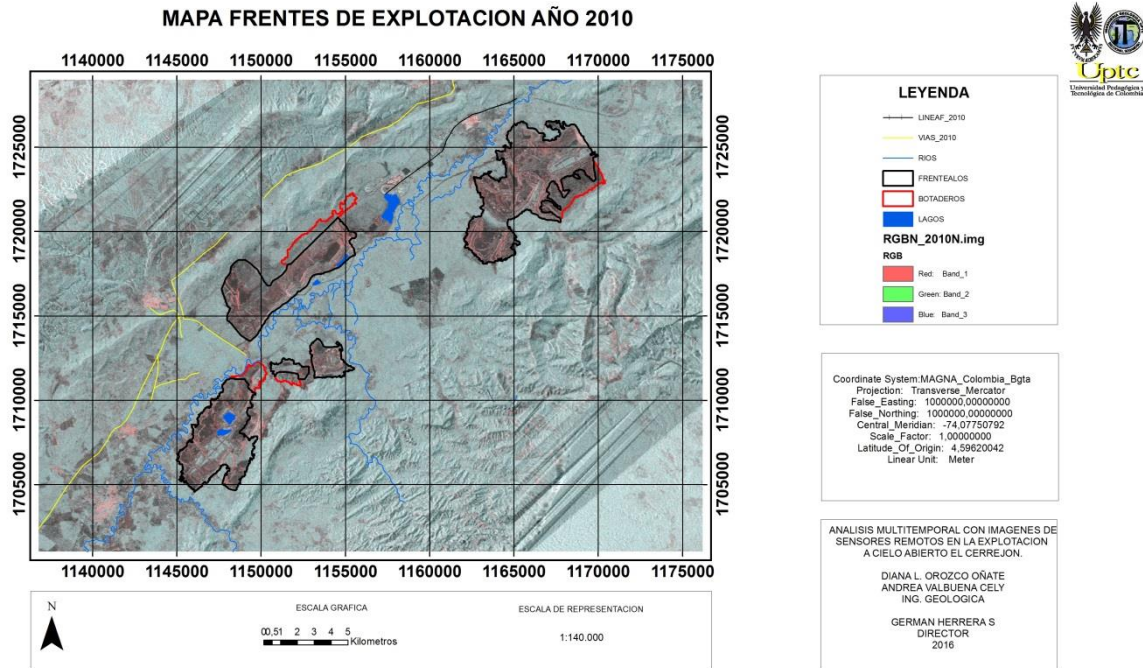 MAPA FRENTES DE EXPLOTACION AÑO 2010
Uptc
Universidad Pedagógica y
Tecnológica de Colombia
1140000 1145000 1150000 1155000 1160000 1165000 1170000 1175000
1725000 1725000
1720000 1720000
1715000 1715000
1710000 1710000
1705000 1705000
1140000 1145000 1150000 1155000 1160000 1165000 1170000 1175000
N
ESCALA GRAFICA
00,51 2 3 4 5
Kilometros
ESCALA DE REPRESENTACION
1:140.000
LEYENDA
LINEAF_2010
VIAS_2010
RIOS
FRENTEALOS
BOTADEROS
LAGOS
RGBN_2010N.img
RGB
Red: Band_1
Green: Band_2
Blue: Band_3
Coordinate System:MAGNA_Colombia_Bgta
Projection: Transverse_Mercator
False_Easting: 1000000,00000000
False_Northing: 1000000,00000000
Central_Meridian: -74,07750792
Scale_Factor: 1,00000000
Latitude_Of_Origin: 4,59620042
Linear Unit: Meter
ANALISIS MULTITEMPORAL CON IMAGENES DE
SENSORES REMOTOS EN LA EXPLOTACION
A CIELO ABIERTO EL CERREJON.
DIANA L. OROZCO OÑATE
ANDREA VALBUENA CELY
ING. GEOLOGICA
GERMAN HERRERA S
DIRECTOR
2016